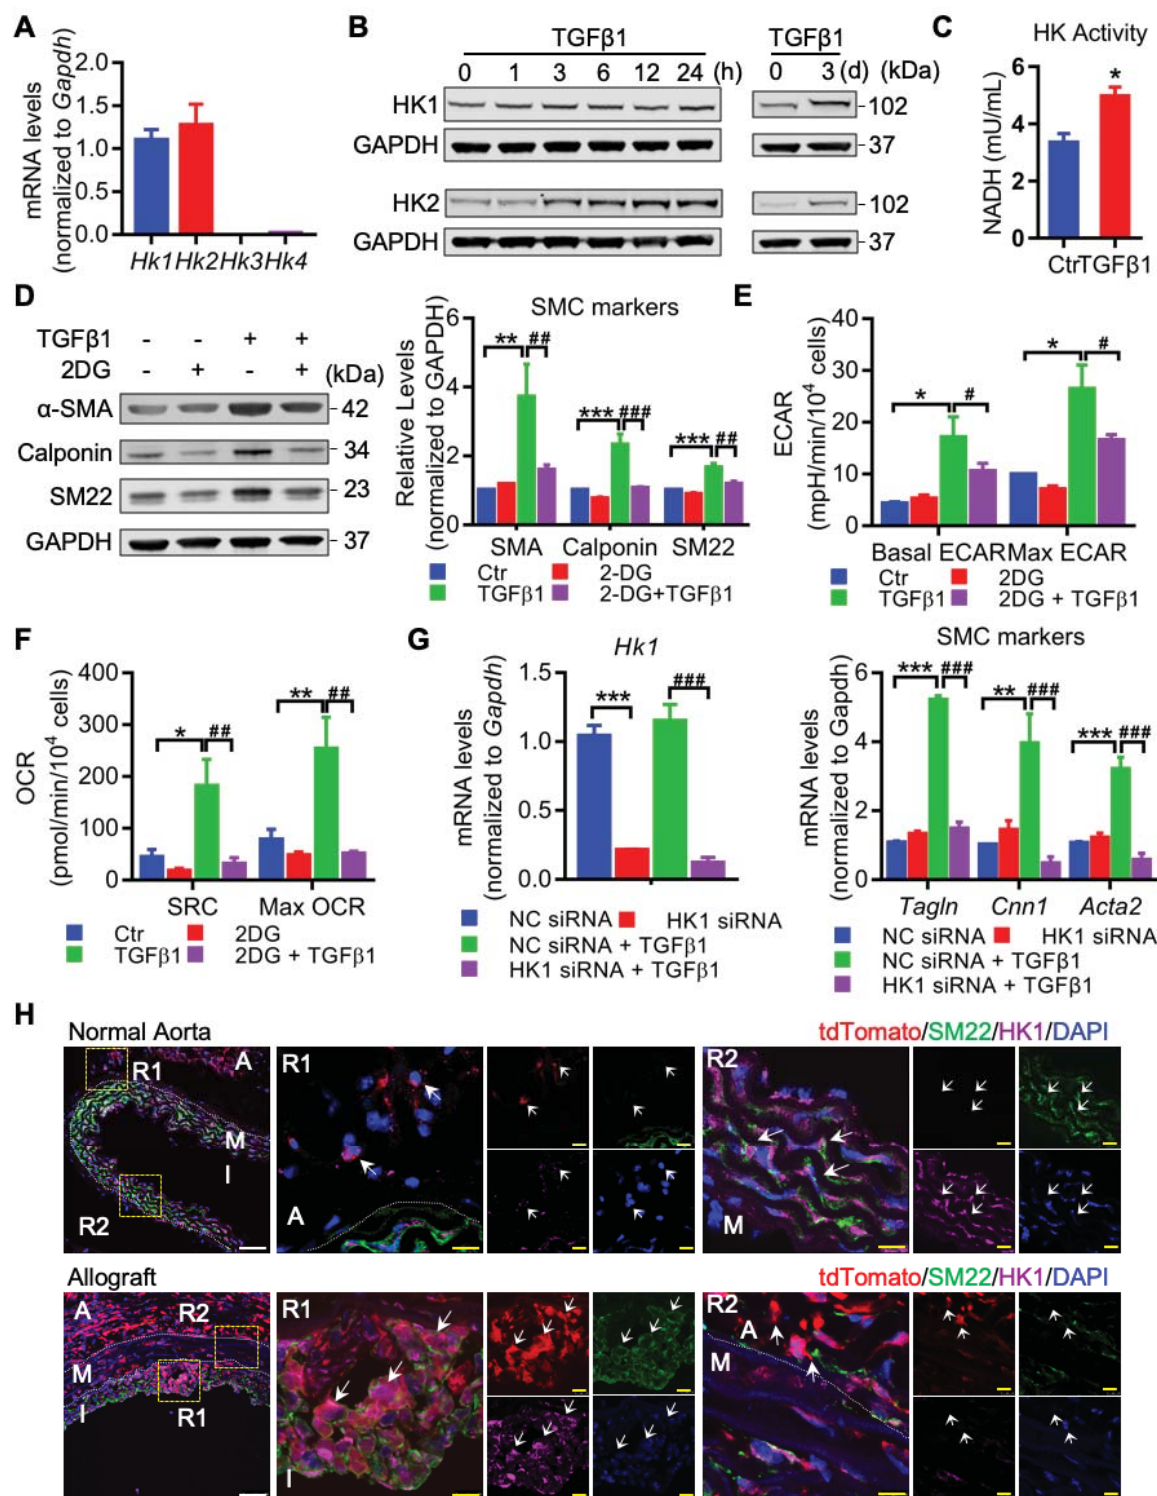 A
mRNA levels
(normalized to Gapdh)
2.0
1.5
1.0
0.5
0.0
Hk1 Hk2 Hk3 Hk4
B
TGFβ1
TGFβ1
0 1 3 6 12 24 (h)
0 3 (d) (kDa)
HK1
102
GAPDH
37
HK2
102
GAPDH
37
C
HK Activity
NADH (mU/mL)
6
4
2
0
*
Ctr TGFβ1
D
TGFβ1 - - + +
2DG - + - + (kDa)
α-SMA 42
Calponin 34
SM22 23
GAPDH 37
SMC markers
Relative Levels
(normalized to GAPDH)
6
4
2
0
** ##
*** ###
*** ##
SMA Calponin SM22
Ctr 2-DG
TGFβ1 2-DG+TGFβ1
E
ECAR
(mpH/min/10⁴ cells)
40
30
20
10
0
* #
* #
Basal ECAR Max ECAR
Ctr 2DG
TGFβ1 2DG + TGFβ1
F
OCR
(pmol/min/10⁴ cells)
400
300
200
100
0
* ##
** ##
SRC Max OCR
Ctr 2DG
TGFβ1 2DG + TGFβ1
G
Hk1
mRNA levels
(normalized to Gapdh)
1.5
1.0
0.5
0.0
*** ###
NC siRNA HK1 siRNA
NC siRNA + TGFβ1
HK1 siRNA + TGFβ1
SMC markers
mRNA levels
(normalized to Gapdh)
6
4
2
0
*** ###
** ###
*** ###
Tagln Cnn1 Acta2
NC siRNA HK1 siRNA
NC siRNA + TGFβ1
HK1 siRNA + TGFβ1
H
Normal Aorta
tdTomato/SM22/HK1/DAPI
A
R1
M
I
R2
R1
A
R2
M
Allograft
tdTomato/SM22/HK1/DAPI
A
R2
M
I
R1
R1
I
R2
A
M